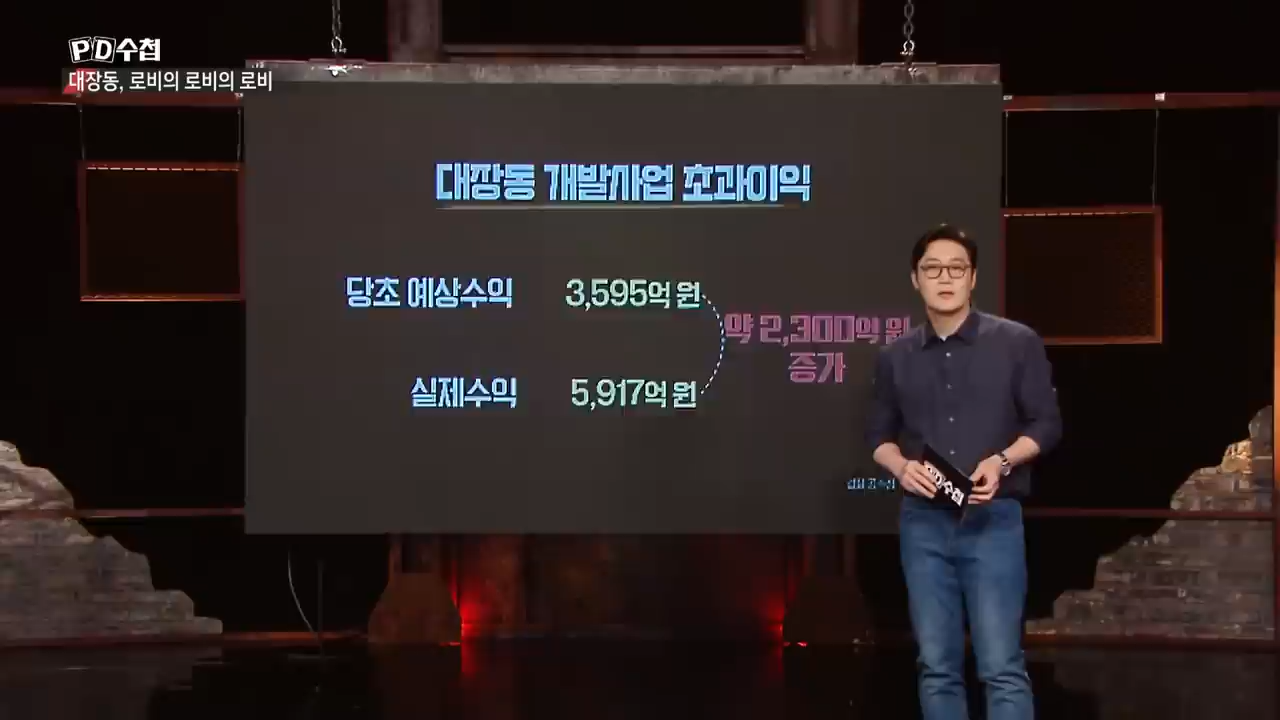 PD수첩
대장동, 로비의 로비의 로비
대장동 개발사업 초과이익
당초 예상수익 3,595억 원
약 2,300억 원
증가
실제수익 5,917억 원
PD수첩